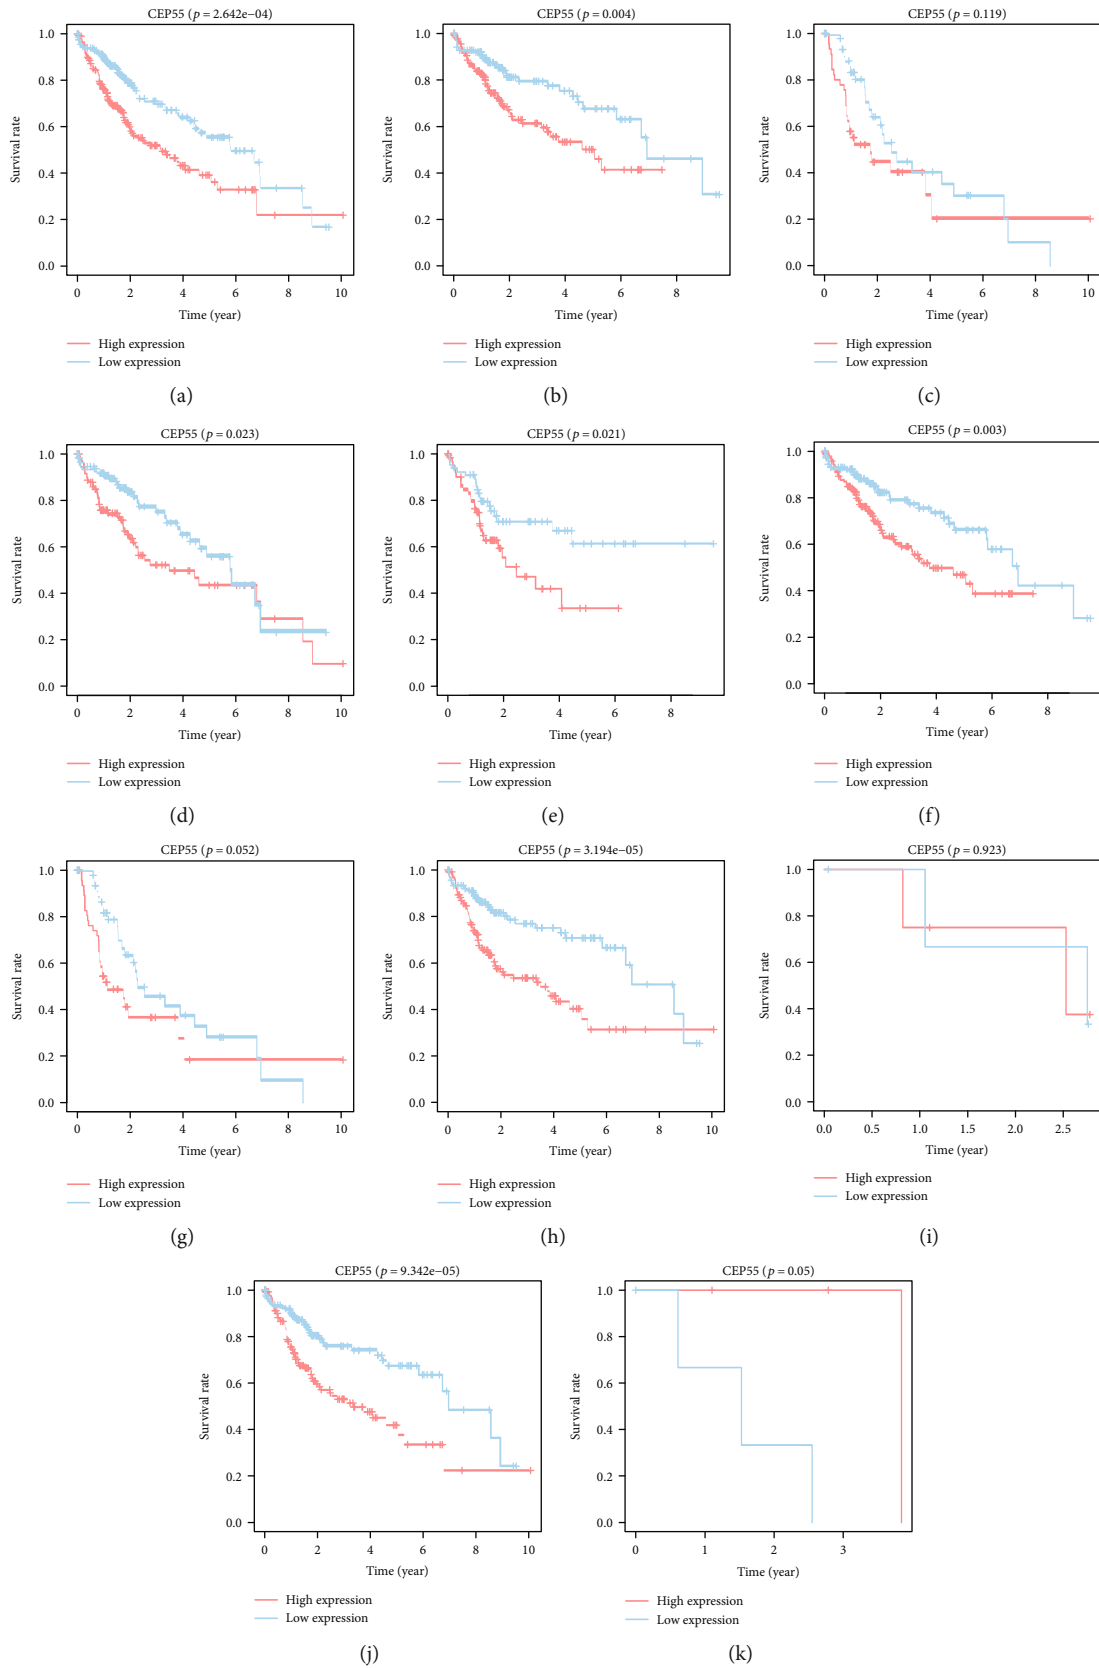 CEP55 (p = 2.642e−04)
Survival rate
1.0
0.8
0.6
0.4
0.2
0.0
0 2 4 6 8 10
Time (year)
High expression
Low expression
(a)
CEP55 (p = 0.004)
Survival rate
1.0
0.8
0.6
0.4
0.2
0.0
0 2 4 6 8
Time (year)
High expression
Low expression
(b)
CEP55 (p = 0.119)
Survival rate
1.0
0.8
0.6
0.4
0.2
0.0
0 2 4 6 8 10
Time (year)
High expression
Low expression
(c)
CEP55 (p = 0.023)
Survival rate
1.0
0.8
0.6
0.4
0.2
0.0
0 2 4 6 8 10
Time (year)
High expression
Low expression
(d)
CEP55 (p = 0.021)
Survival rate
1.0
0.8
0.6
0.4
0.2
0.0
0 2 4 6 8
Time (year)
High expression
Low expression
(e)
CEP55 (p = 0.003)
Survival rate
1.0
0.8
0.6
0.4
0.2
0.0
0 2 4 6 8
Time (year)
High expression
Low expression
(f)
CEP55 (p = 0.052)
Survival rate
1.0
0.8
0.6
0.4
0.2
0.0
0 2 4 6 8 10
Time (year)
High expression
Low expression
(g)
CEP55 (p = 3.194e−05)
Survival rate
1.0
0.8
0.6
0.4
0.2
0.0
0 2 4 6 8 10
Time (year)
High expression
Low expression
(h)
CEP55 (p = 0.923)
Survival rate
1.0
0.8
0.6
0.4
0.2
0.0
0.0 0.5 1.0 1.5 2.0 2.5
Time (year)
High expression
Low expression
(i)
CEP55 (p = 9.342e−05)
Survival rate
1.0
0.8
0.6
0.4
0.2
0.0
0 2 4 6 8 10
Time (year)
High expression
Low expression
(j)
CEP55 (p = 0.05)
Survival rate
1.0
0.8
0.6
0.4
0.2
0.0
0 1 2 3
Time (year)
High expression
Low expression
(k)